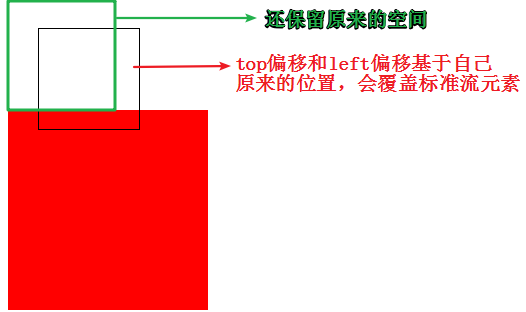 还保留原来的空间
top偏移和left偏移基于自己
原来的位置，会覆盖标准流元素